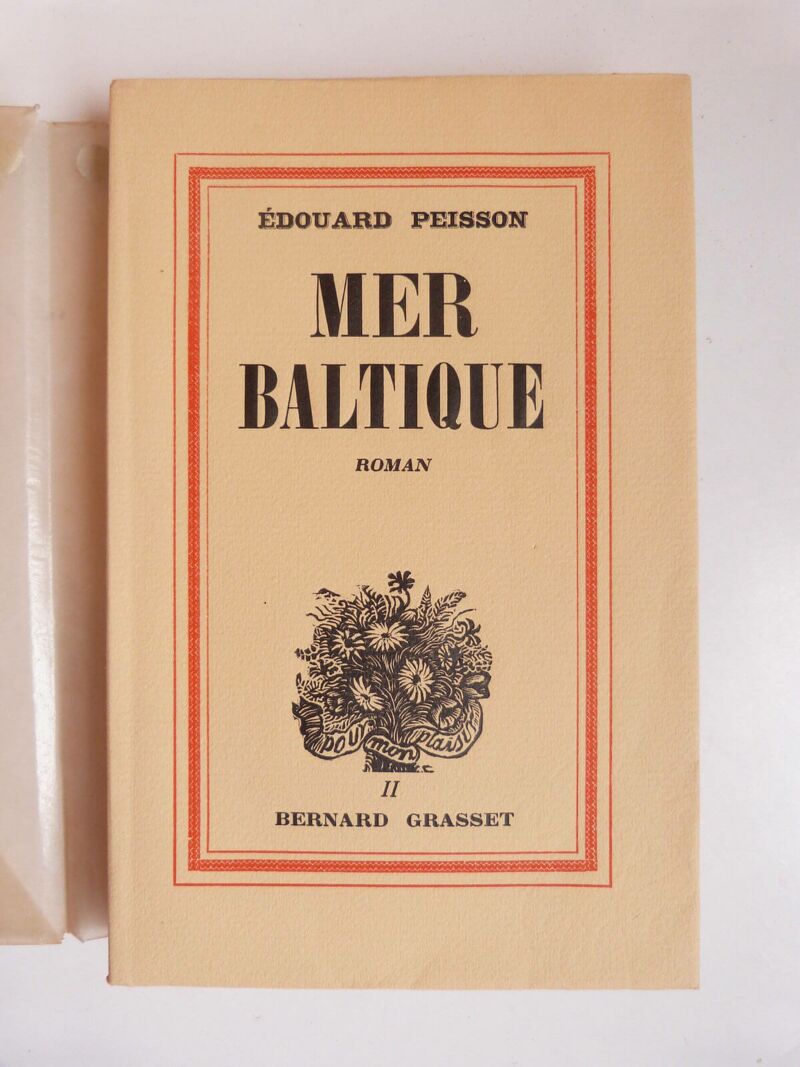 ÉDOUARD PEISSON
MER
BALTIQUE
ROMAN
pour mon plaisir
II
BERNARD GRASSET